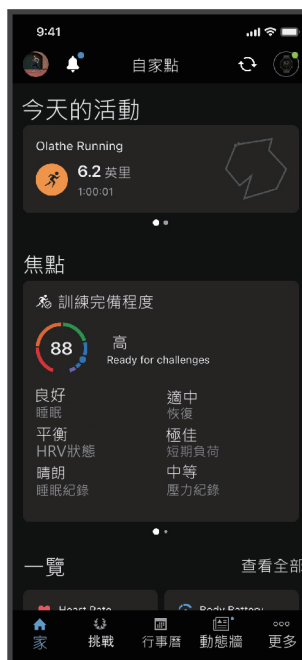 9:41
自家點
今天的活動
Olathe Running
6.2 英里
1:00:01
焦點
訓練完備程度
88
高
Ready for challenges
良好
睡眠
適中
恢復
平衡
HRV狀態
極佳
短期負荷
晴朗
睡眠紀錄
中等
壓力紀錄
一覽
查看全部
Heart Rate
Body Battery
家
挑戰
行事曆
動態牆
更多